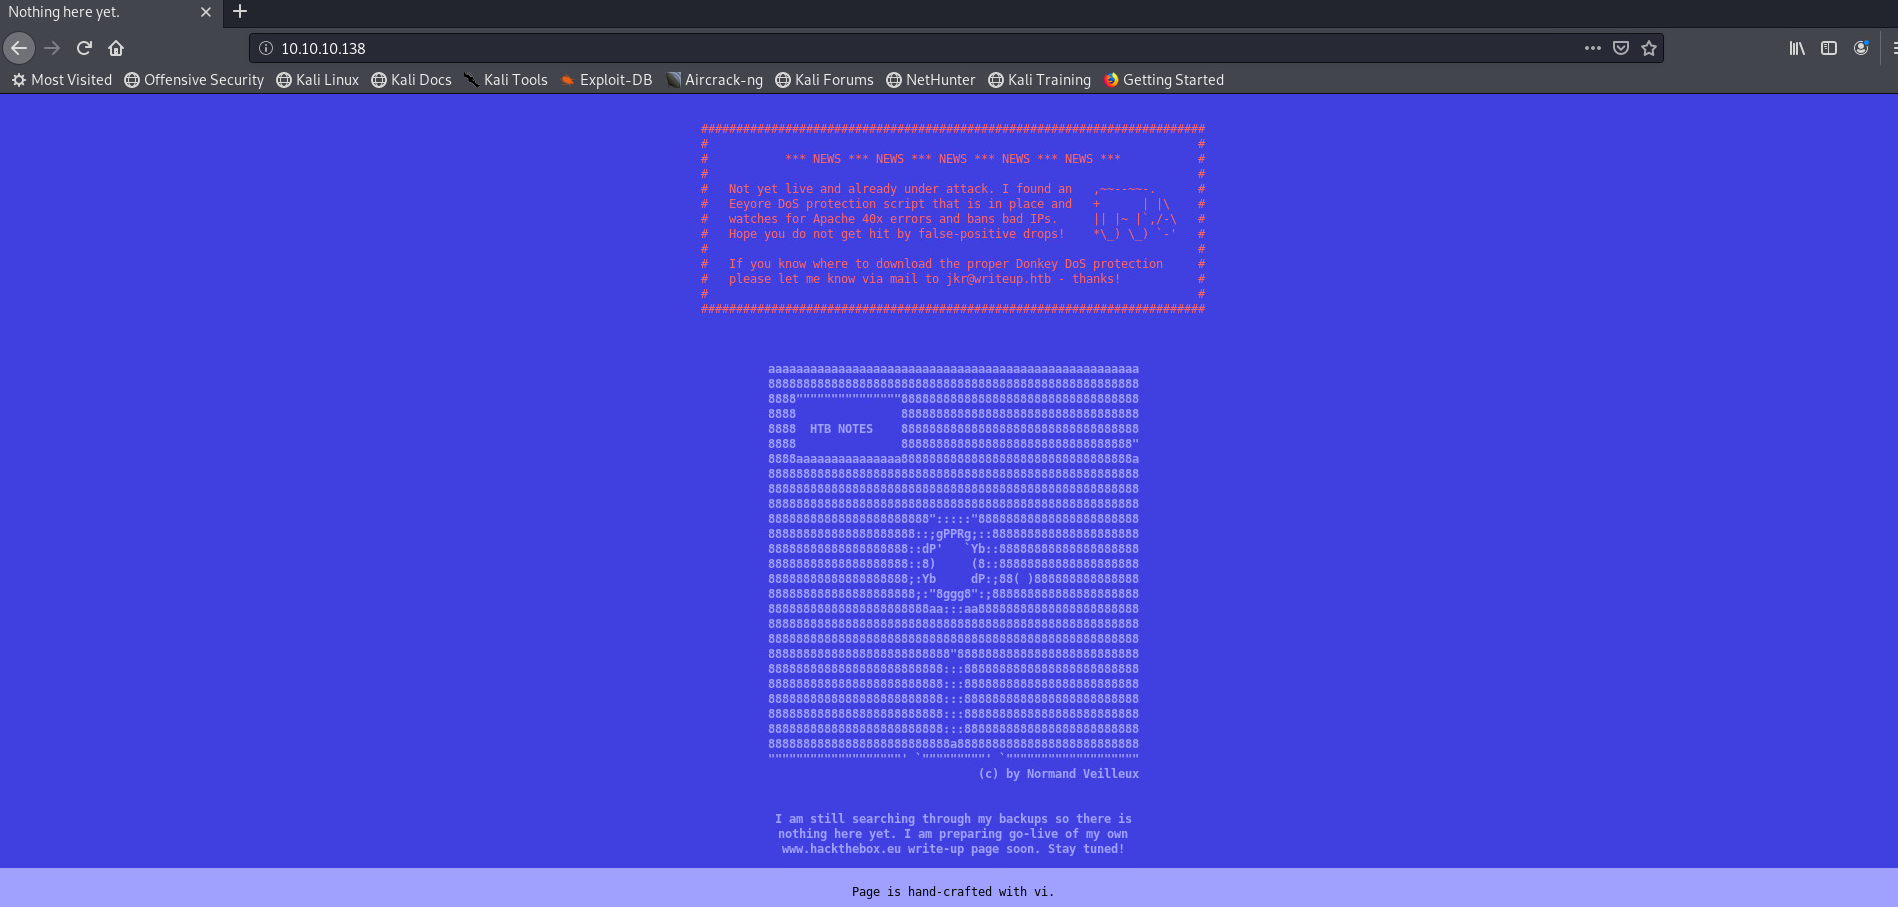 Nothing here yet.
10.10.10.138
Most Visited Offensive Security Kali Linux Kali Docs Kali Tools Exploit-DB Aircrack-ng Kali Forums NetHunter Kali Training Getting Started
*** NEWS *** NEWS *** NEWS *** NEWS *** NEWS ***
Not yet live and already under attack. I found an
Eeyore DoS protection script that is in place and
watches for Apache 40x errors and bans bad IPs.
Hope you do not get hit by false-positive drops!
If you know where to download the proper Donkey DoS protection
please let me know via mail to jkr@writeup.htb - thanks!
HTB NOTES
(c) by Normand Veilleux
I am still searching through my backups so there is
nothing here yet. I am preparing go-live of my own
www.hackthebox.eu write-up page soon. Stay tuned!
Page is hand-crafted with vi.